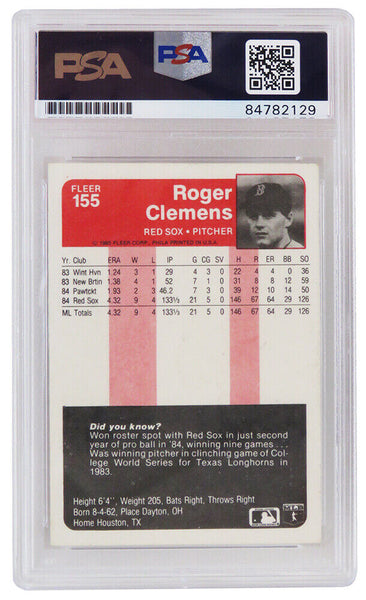 PSA
PSA
84782129
FLEER
155
Roger
Clemens
RED SOX • PITCHER
© 1985 FLEER CORP., PHILA PRINTED IN U.S.A.
Yr. Club ERA W L IP G CG SV H R ER BB SO
83 Wint Hvn 1.24 3 1 29 4 3 0 22 4 4 0 36
83 New Brtin 1.38 4 1 52 7 1 0 31 8 8 12 59
84 Pawtckt 1.93 2 3 46.2 7 3 0 39 12 10 14 50
84 Red Sox 4.32 9 4 133⅓ 21 5 0 146 67 64 29 126
ML Totals 4.32 9 4 133⅓ 21 5 0 146 67 64 29 126
Did you know?
Won roster spot with Red Sox in just second
year of pro ball in '84, winning nine games . . .
Was winning pitcher in clinching game of Col-
lege World Series for Texas Longhorns in
1983.
Height 6'4", Weight 205, Bats Right, Throws Right
Born 8-4-62, Place Dayton, OH
Home Houston, TX